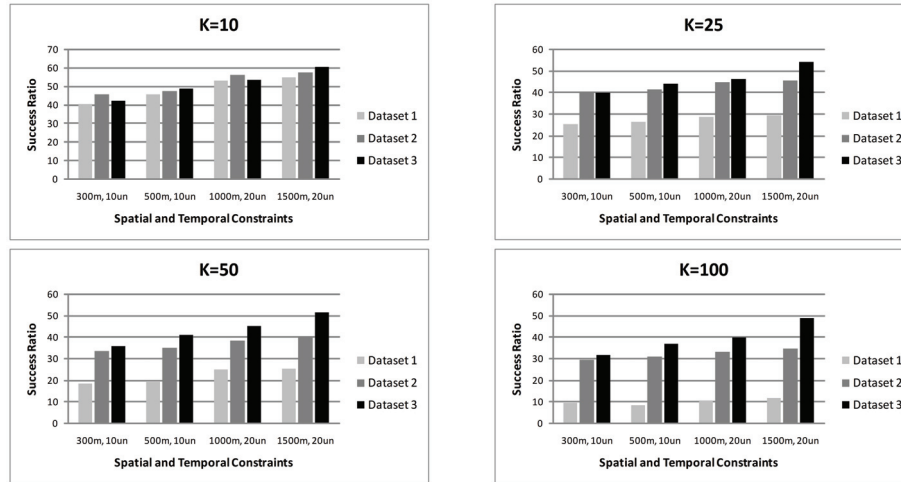 K=10
70
60
50
40
30
20
10
0
Success Ratio
300m, 10un 500m, 10un 1000m, 20un 1500m, 20un
Spatial and Temporal Constraints
Dataset 1
Dataset 2
Dataset 3
K=25
60
50
40
30
20
10
0
Success Ratio
300m, 10un 500m, 10un 1000m, 20un 1500m, 20un
Spatial and Temporal Constraints
Dataset 1
Dataset 2
Dataset 3
K=50
60
50
40
30
20
10
0
Success Ratio
300m, 10un 500m, 10un 1000m, 20un 1500m, 20un
Spatial and Temporal Constraints
Dataset 1
Dataset 2
Dataset 3
K=100
60
50
40
30
20
10
0
Success Ratio
300m, 10un 500m, 10un 1000m, 20un 1500m, 20un
Spatial and Temporal Constraints
Dataset 1
Dataset 2
Dataset 3